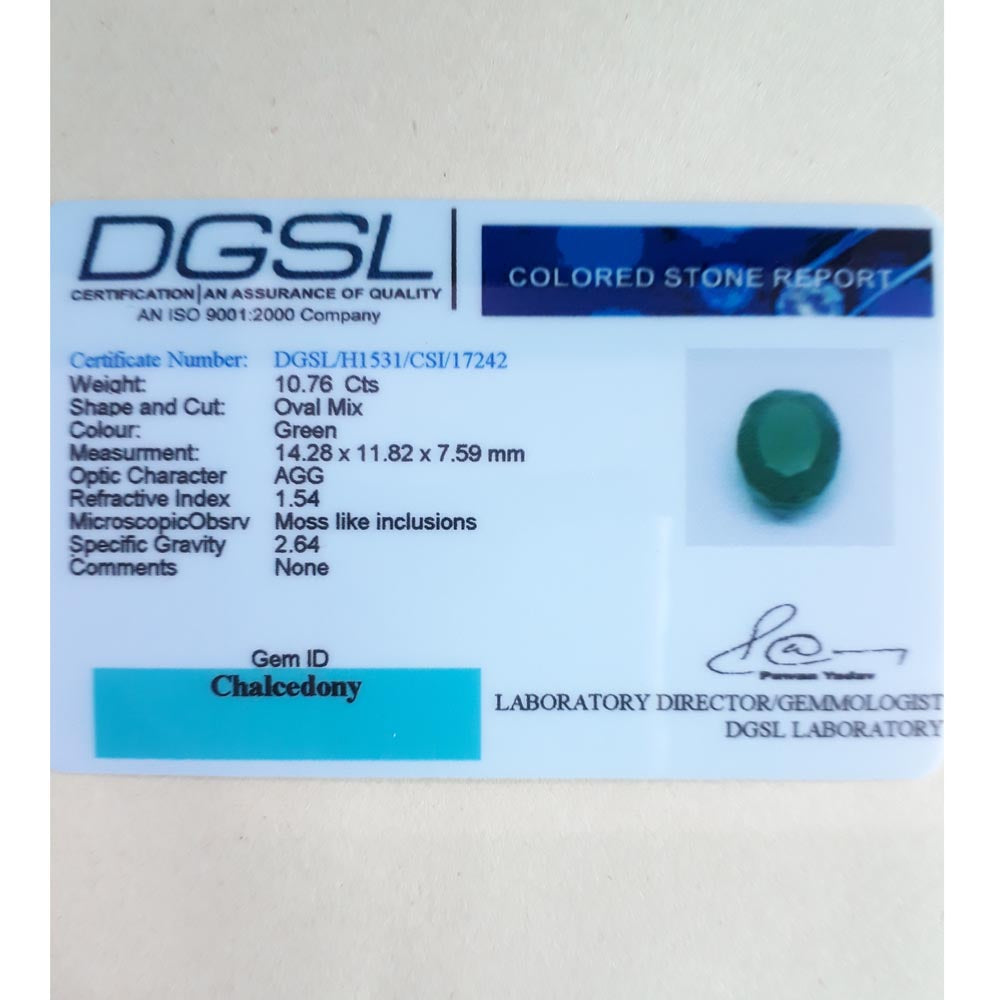 DGSL
CERTIFICATION|AN ASSURANCE OF QUALITY
AN ISO 9001:2000 Company
COLORED STONE REPORT
Certificate Number: DGSL/H1531/CSI/17242
Weight: 10.76 Cts
Shape and Cut: Oval Mix
Colour: Green
Measurment: 14.28 x 11.82 x 7.59 mm
Optic Character AGG
Refractive Index 1.54
MicroscopicObsrv Moss like inclusions
Specific Gravity 2.64
Comments None
Gem ID
Chalcedony
Pawan Yadav
LABORATORY DIRECTOR/GEMMOLOGIST
DGSL LABORATORY